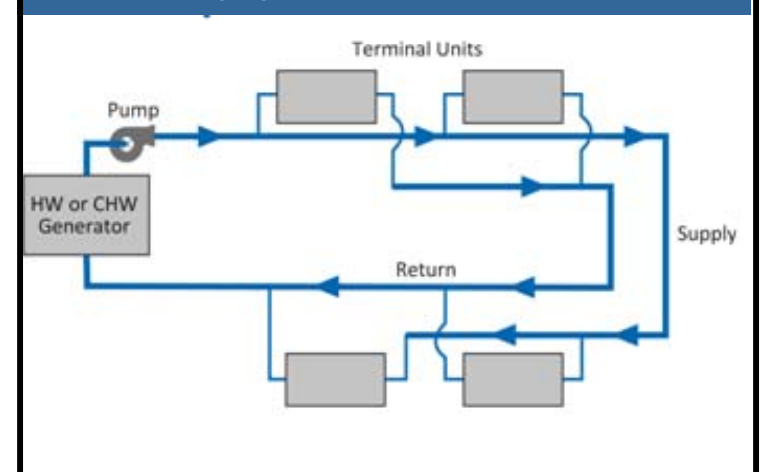 Terminal Units
Pump
HW or CHW
Generator
Supply
Return